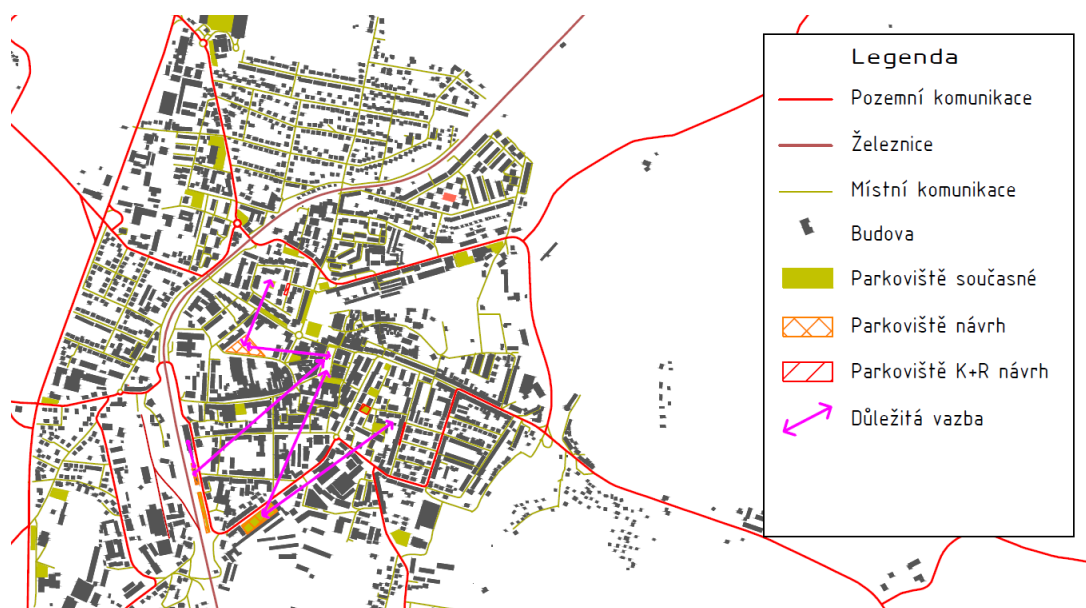 Legenda
Pozemní komunikace
Železnice
Místní komunikace
Budova
Parkoviště současné
Parkoviště návrh
Parkoviště K+R návrh
Důležitá vazba